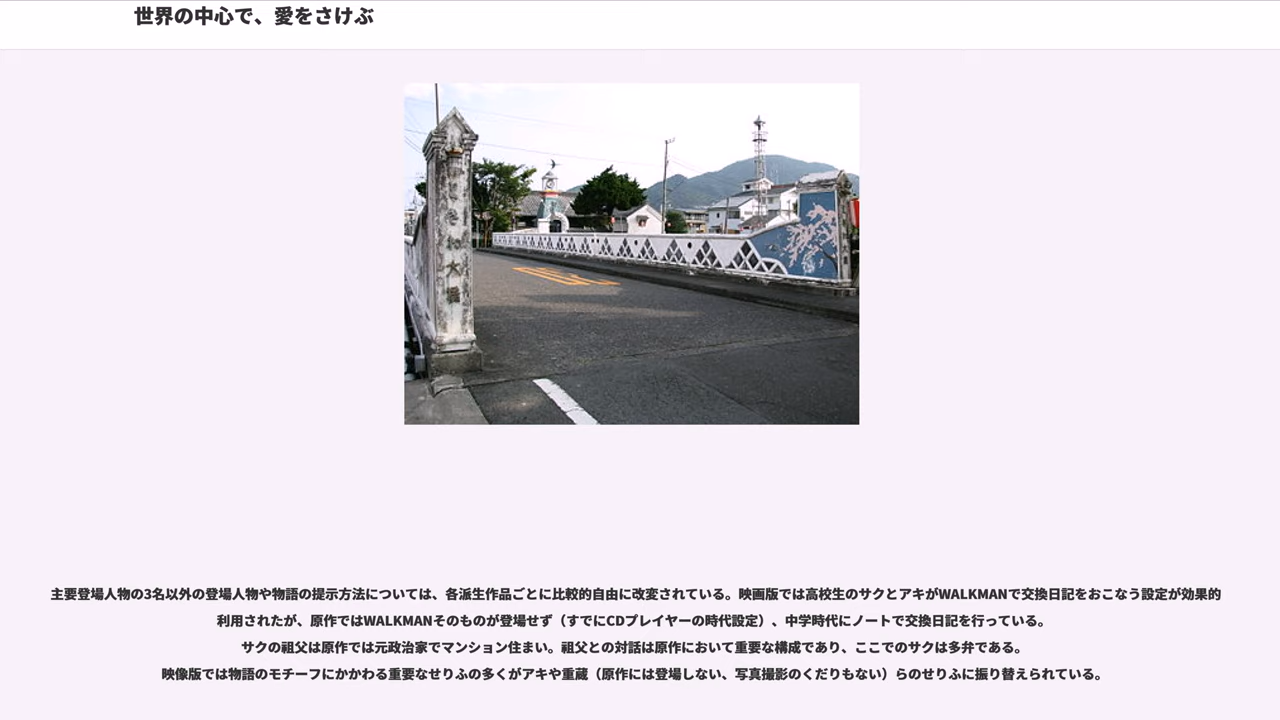 世界の中心で、愛をさけぶ
主要登場人物の3名以外の登場人物や物語の提示方法については、各派生作品ごとに比較的自由に改変されている。映画版では高校生のサクとアキがWALKMANで交換日記をおこなう設定が効果的
利用されたが、原作ではWALKMANそのものが登場せず（すでにCDプレイヤーの時代設定）、中学時代にノートで交換日記を行っている。
サクの祖父は原作では元政治家でマンション住まい。祖父との対話は原作において重要な構成であり、ここでのサクは多弁である。
映像版では物語のモチーフにかかわる重要なせりふの多くがアキや重蔵（原作には登場しない、写真撮影のくだりもない）らのせりふに振り替えられている。